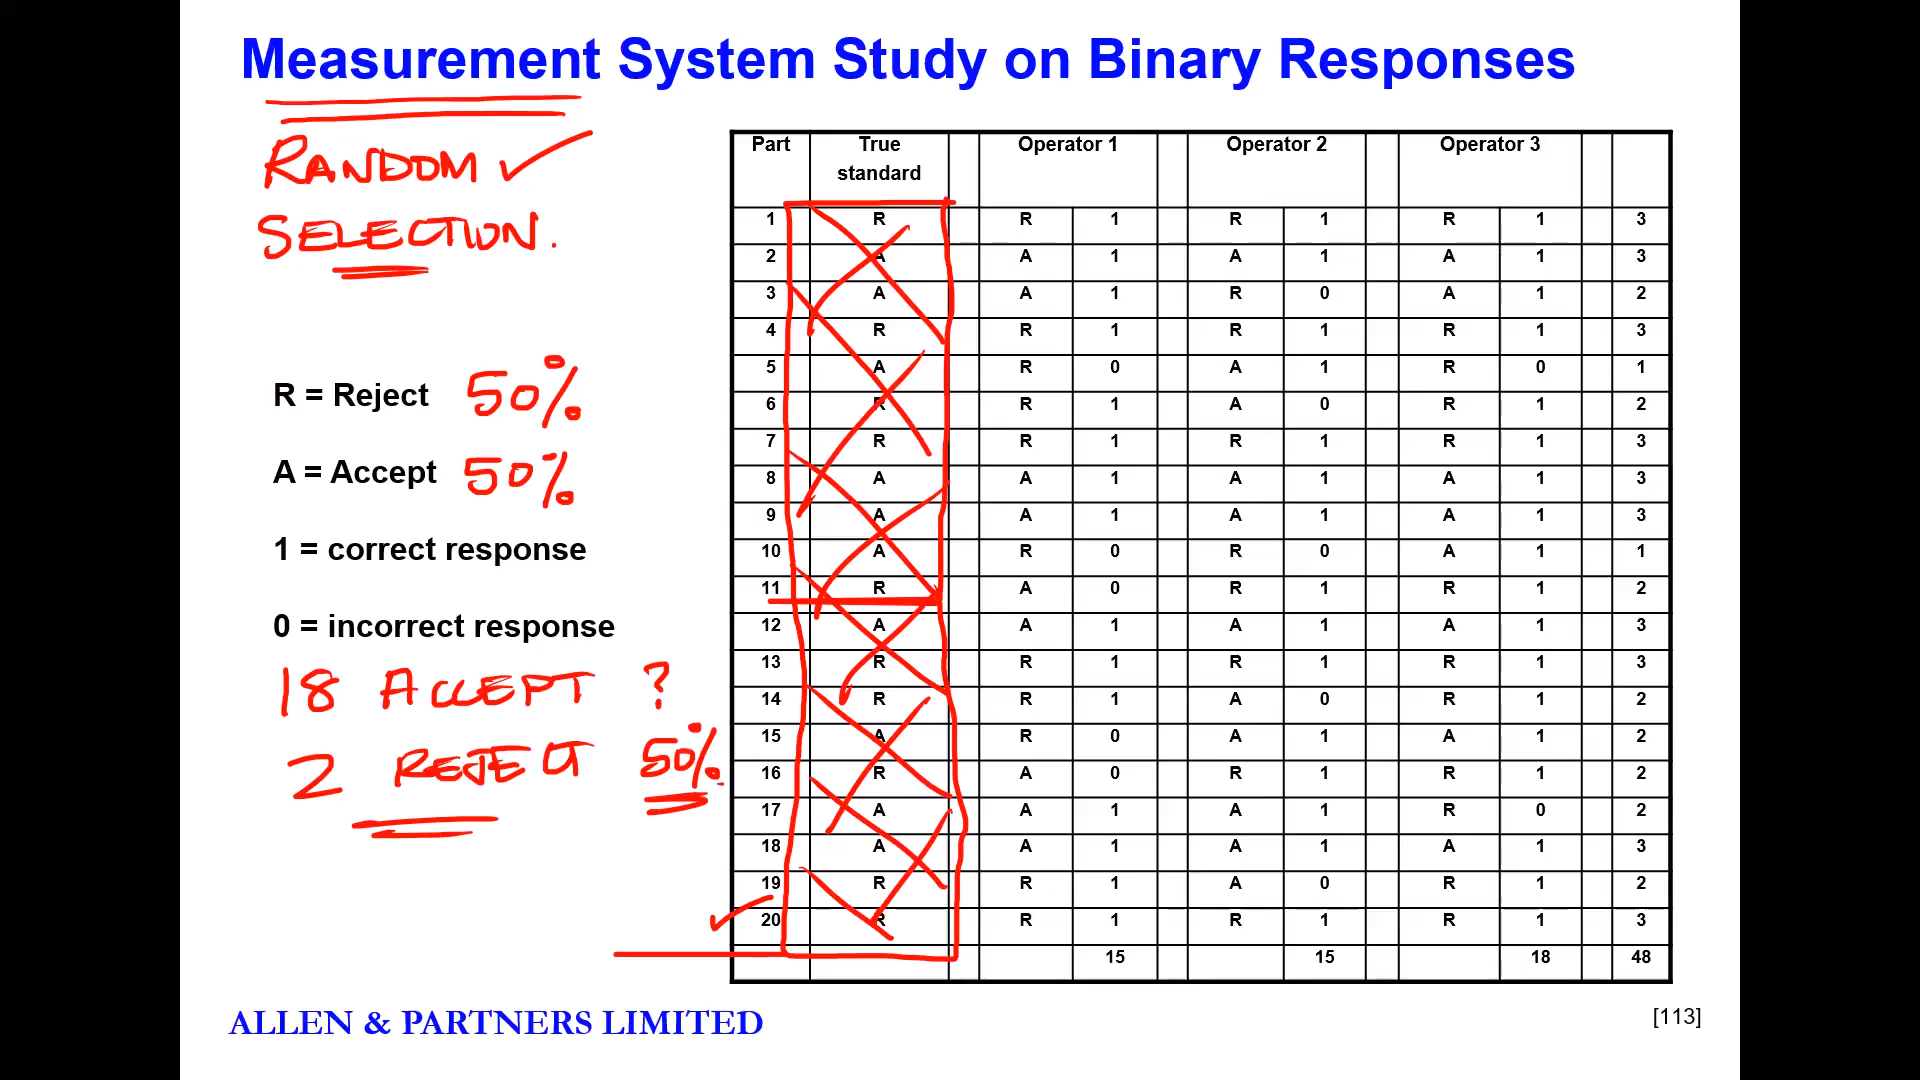 Measurement System Study on Binary Responses
RANDOM
SELECTION.
R = Reject 50%
A = Accept 50%
1 = correct response
0 = incorrect response
18 ACCEPT ?
2 REJECT 50%
Part True standard Operator 1 Operator 2 Operator 3
1 R R 1 R 1 R 1 3
2 A A 1 A 1 A 1 3
3 A A 1 R 0 A 1 2
4 R R 1 R 1 R 1 3
5 A R 0 A 1 R 0 1
6 R R 1 A 0 R 1 2
7 R R 1 R 1 R 1 3
8 A A 1 A 1 A 1 3
9 A A 1 A 1 A 1 3
10 A R 0 R 0 A 1 1
11 R A 0 R 1 R 1 2
12 A A 1 A 1 A 1 3
13 R R 1 R 1 R 1 3
14 R R 1 A 0 R 1 2
15 A R 0 A 1 A 1 2
16 R A 0 R 1 R 1 2
17 A A 1 A 1 R 0 2
18 A A 1 A 1 A 1 3
19 R R 1 A 0 R 1 2
20 R R 1 R 1 R 1 3
15 15 18 48
ALLEN & PARTNERS LIMITED
[113]